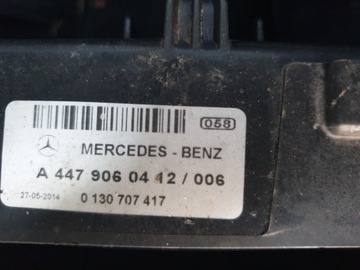 058
MERCEDES - BENZ
A 447 906 04 12 / 006
27-05-2014 0 130 707 417